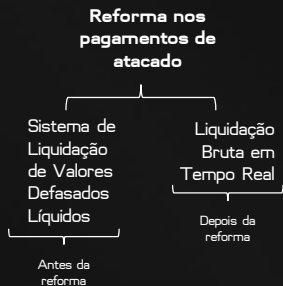 Reforma nos
pagamentos de
atacado
Sistema de
Liquidação
de Valores
Defasados
Líquidos
Antes da
reforma
Liquidação
Bruta em
Tempo Real
Depois da
reforma